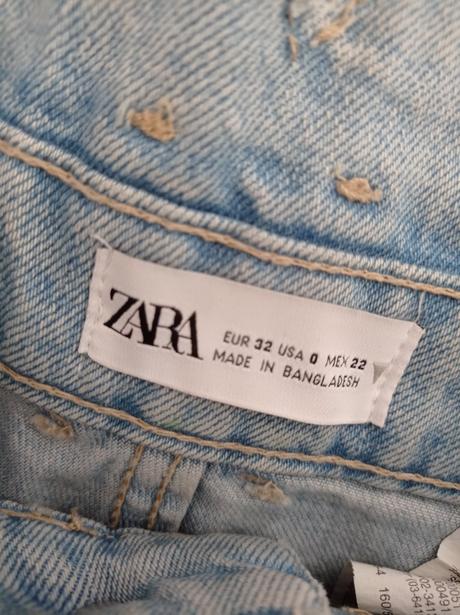 ZARA
EUR 32 USA 0 MEX 22
MADE IN BANGLADESH